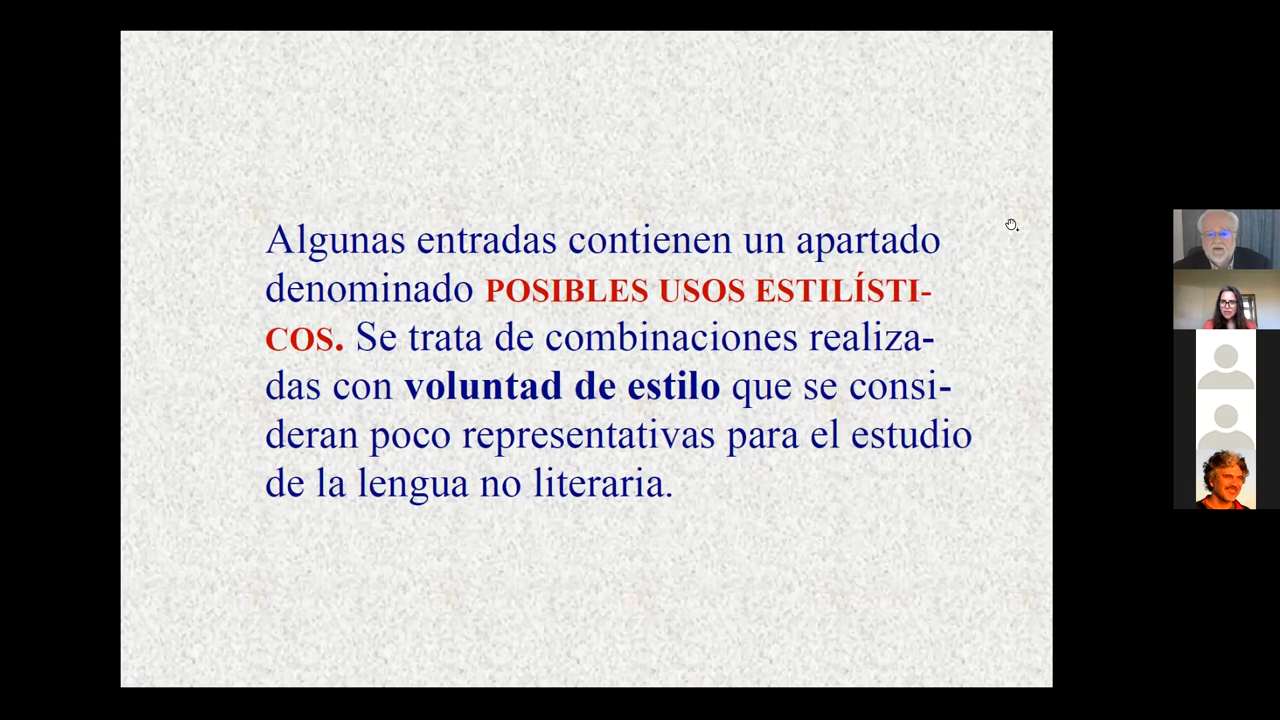 Algunas entradas contienen un apartado
denominado POSIBLES USOS ESTILÍSTI-
COS. Se trata de combinaciones realiza-
das con voluntad de estilo que se consi-
deran poco representativas para el estudio
de la lengua no literaria.